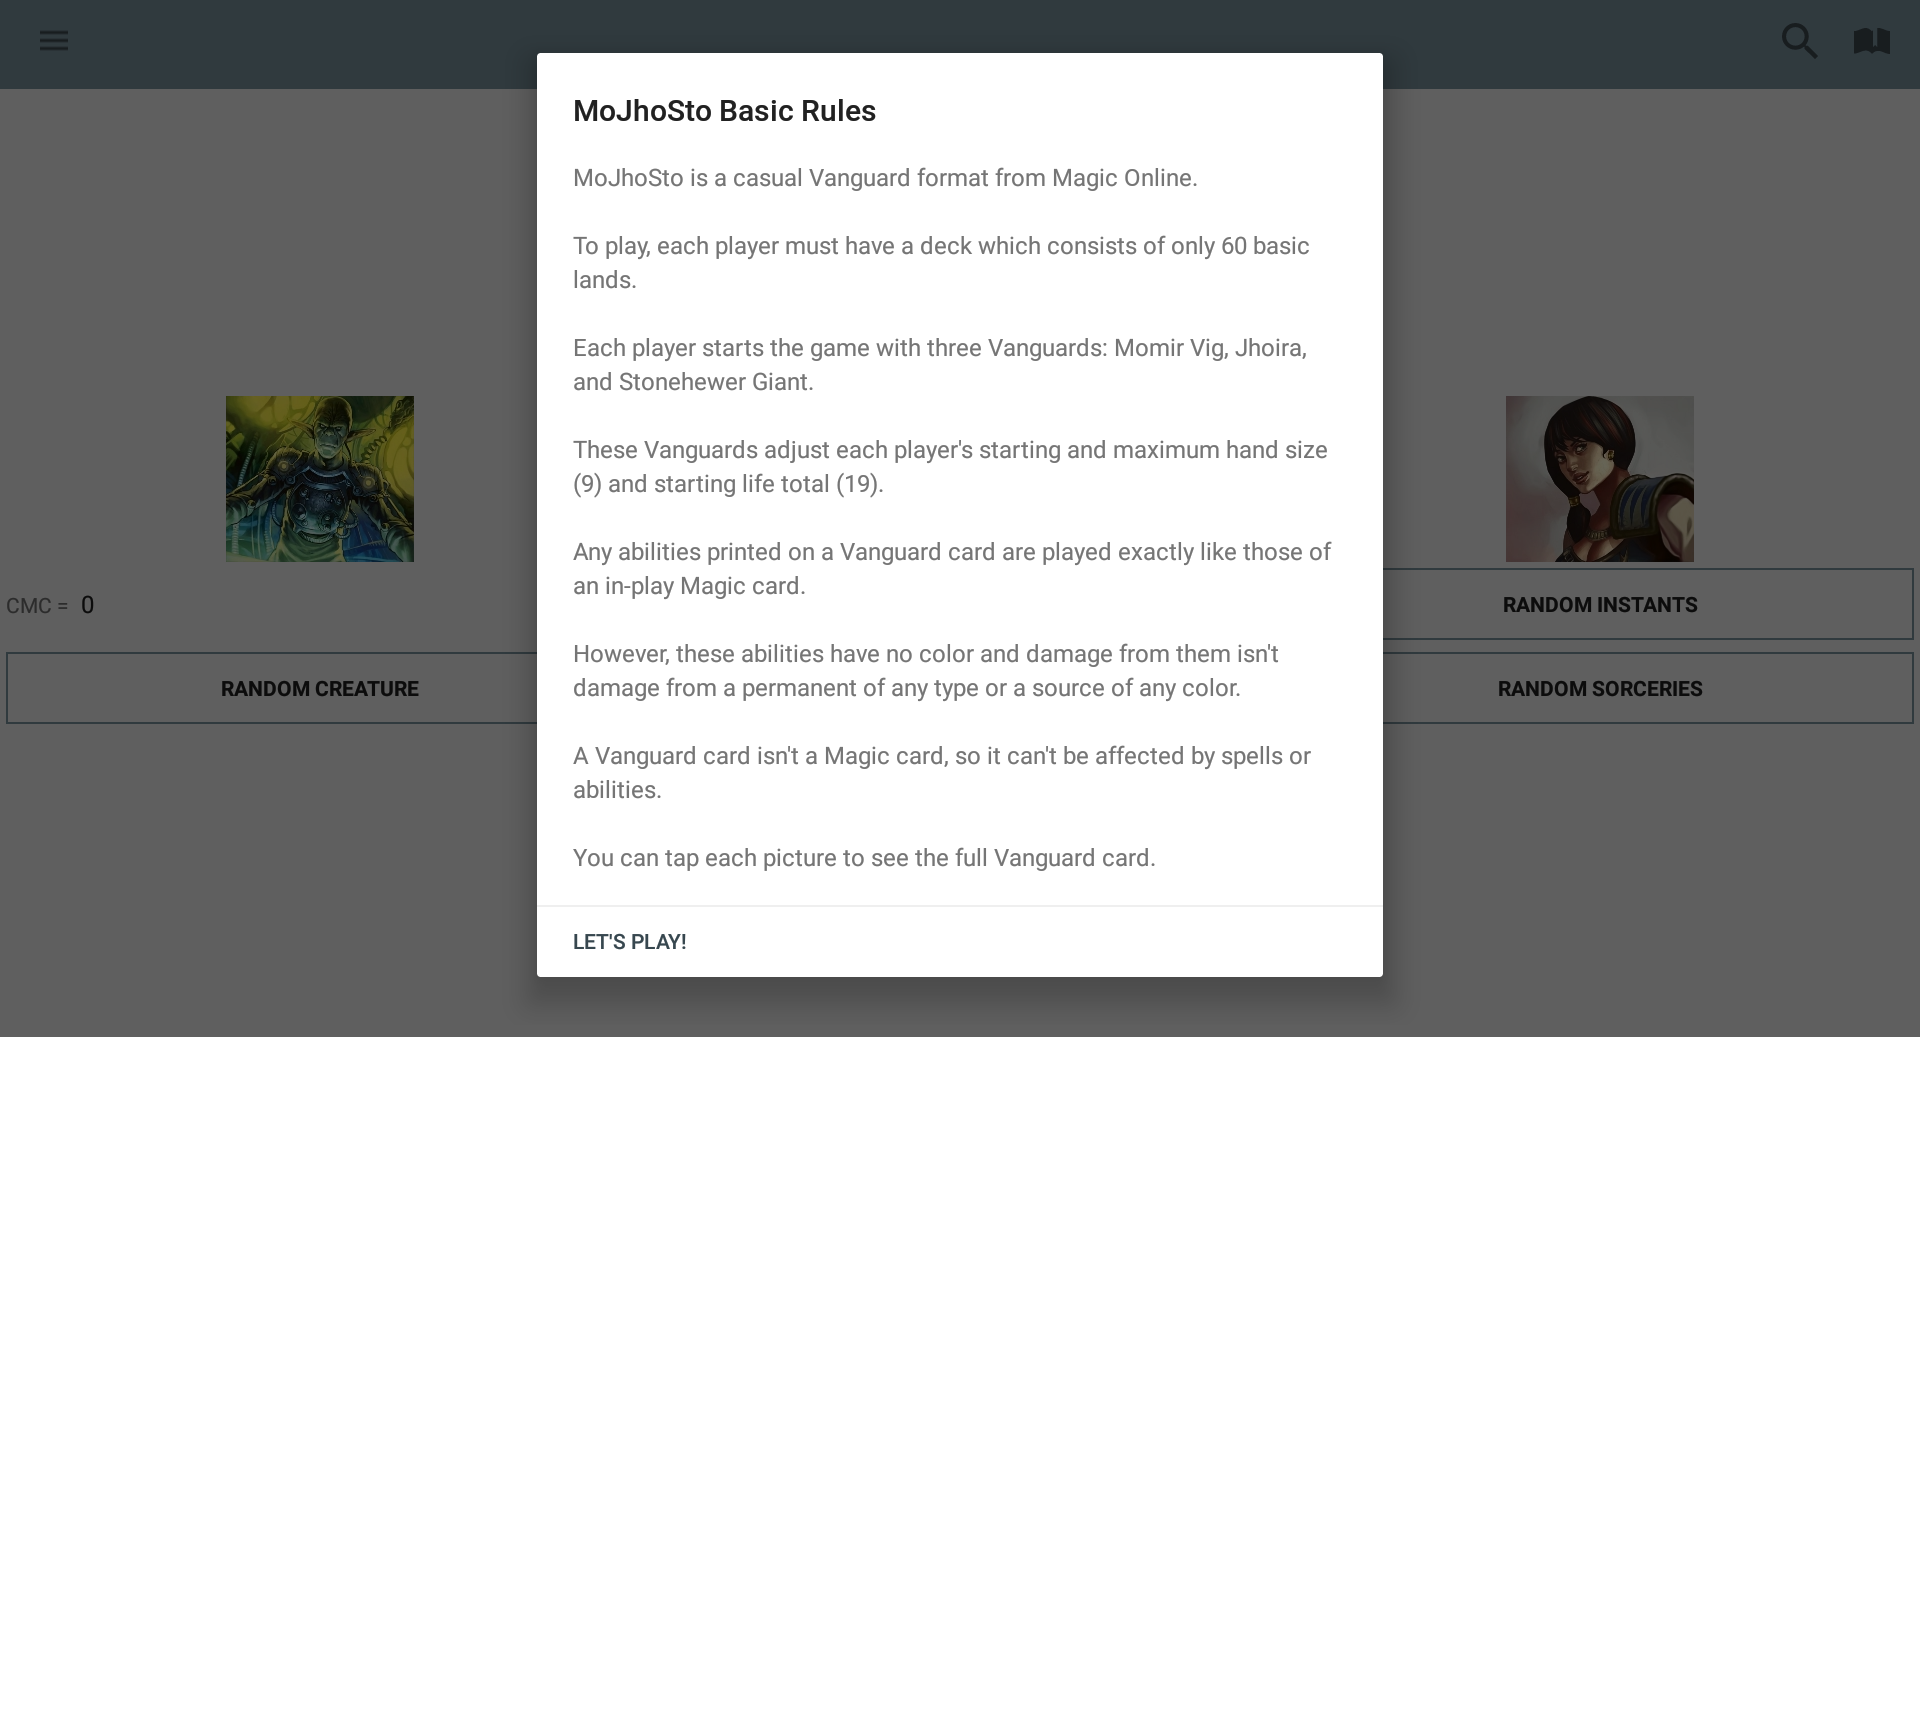 MoJhoSto Basic Rules
MoJhoSto is a casual Vanguard format from Magic Online.
To play, each player must have a deck which consists of only 60 basic
lands.
Each player starts the game with three Vanguards: Momir Vig, Jhoira,
and Stonehewer Giant.
These Vanguards adjust each player's starting and maximum hand size
(9) and starting life total (19).
Any abilities printed on a Vanguard card are played exactly like those of
an in-play Magic card.
However, these abilities have no color and damage from them isn't
damage from a permanent of any type or a source of any color.
A Vanguard card isn't a Magic card, so it can't be affected by spells or
abilities.
You can tap each picture to see the full Vanguard card.
LET'S PLAY!
CMC = 0
RANDOM CREATURE
RANDOM INSTANTS
RANDOM SORCERIES